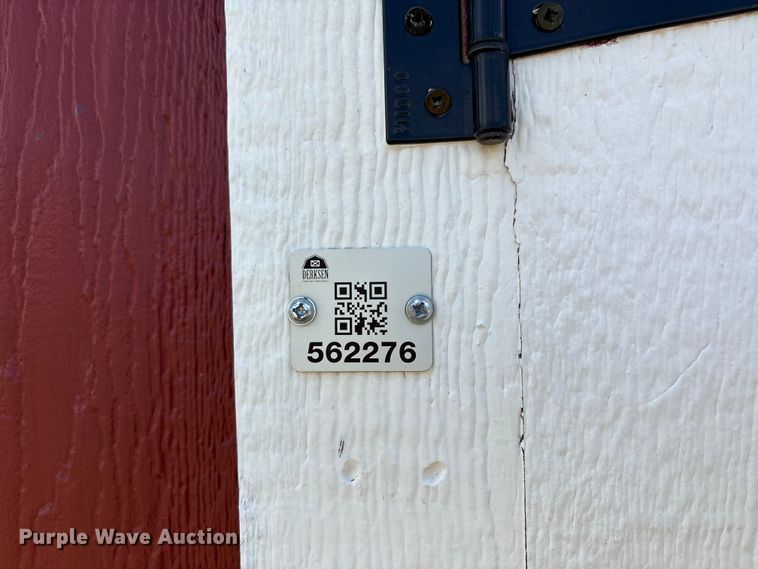 DERKSEN
562276
Purple Wave Auction